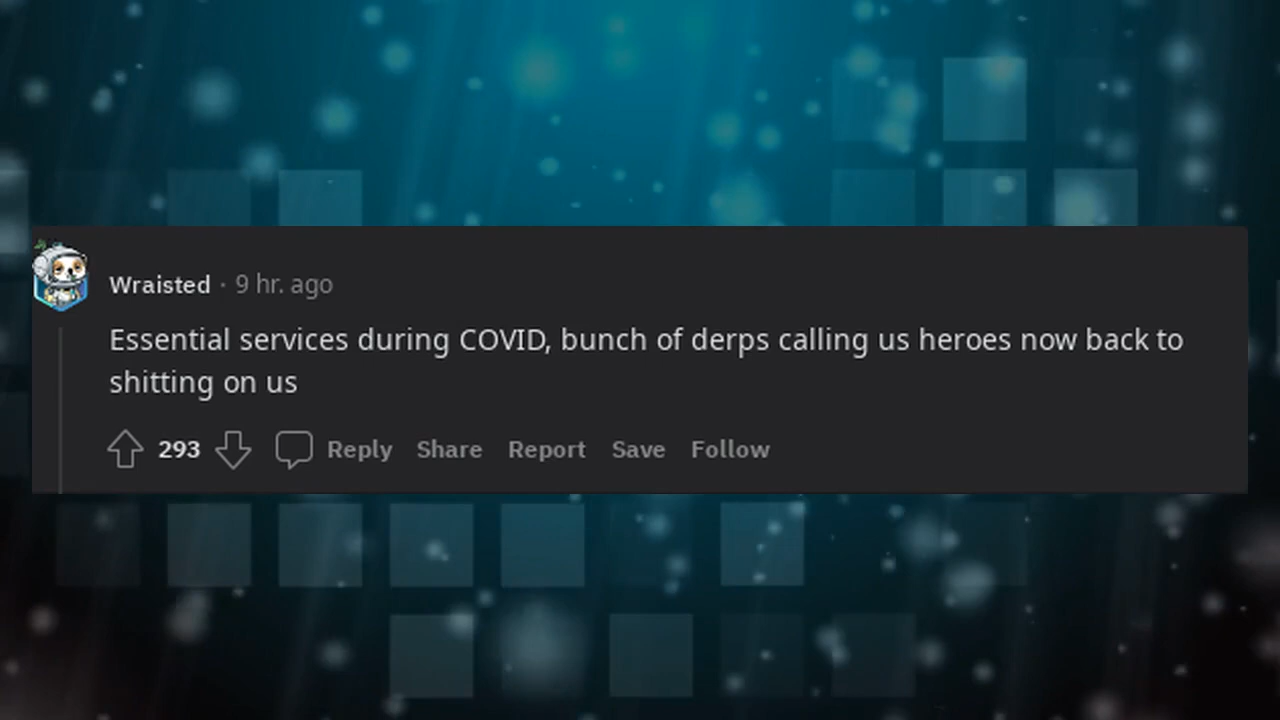 Wraisted · 9 hr. ago
Essential services during COVID, bunch of derps calling us heroes now back to
shitting on us
293 Reply Share Report Save Follow